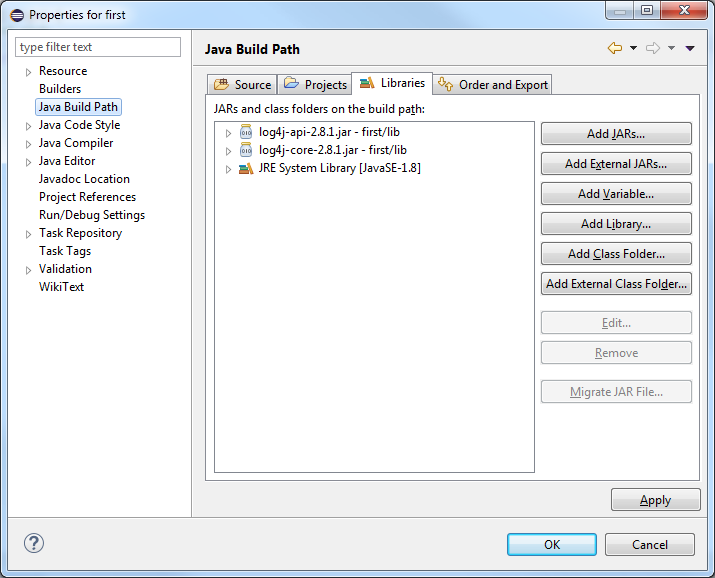 Properties for first
type filter text
Resource
Builders
Java Build Path
Java Code Style
Java Compiler
Java Editor
Javadoc Location
Project References
Run/Debug Settings
Task Repository
Task Tags
Validation
WikiText
Java Build Path
Source
Projects
Libraries
Order and Export
JARs and class folders on the build path:
log4j-api-2.8.1.jar - first/lib
log4j-core-2.8.1.jar - first/lib
JRE System Library [JavaSE-1.8]
Add JARs...
Add External JARs...
Add Variable...
Add Library...
Add Class Folder...
Add External Class Folder...
Edit...
Remove
Migrate JAR File...
Apply
OK
Cancel